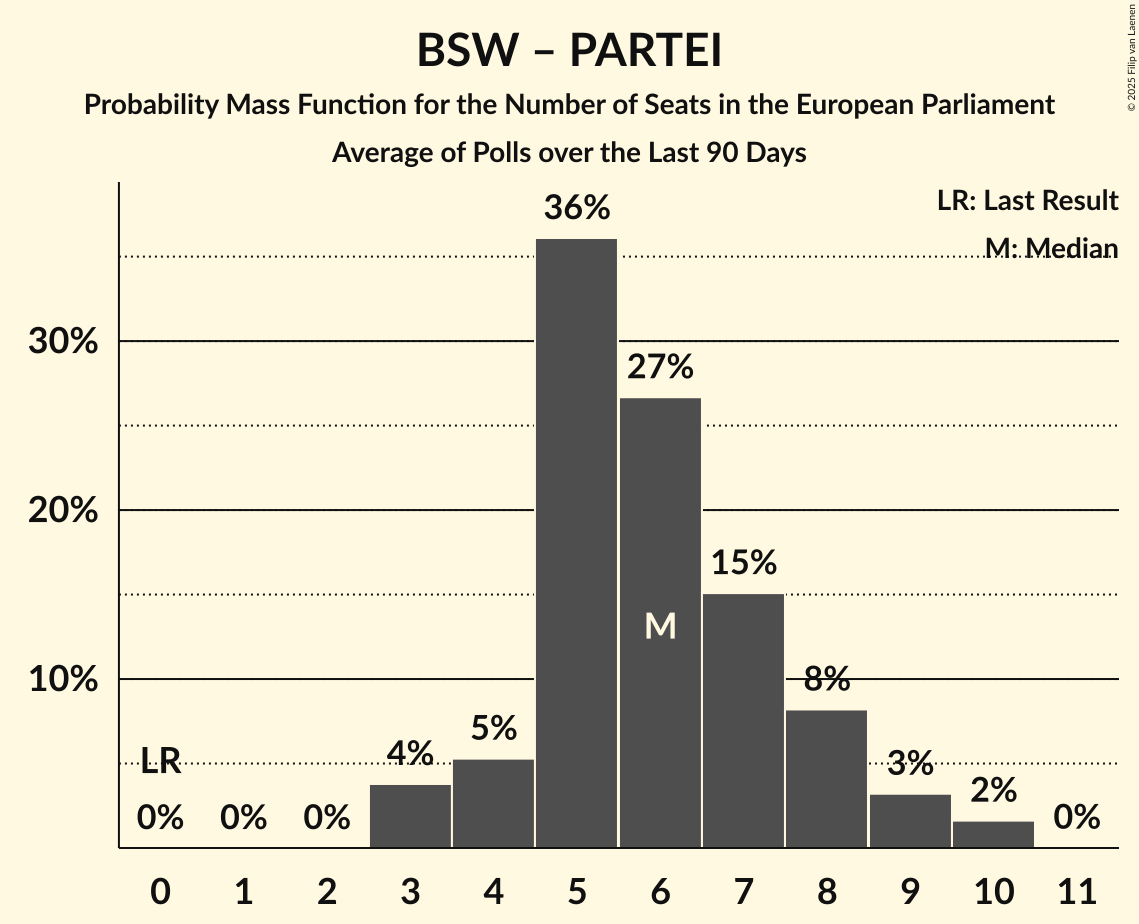 BSW – PARTEI
Probability Mass Function for the Number of Seats in the European Parliament
Average of Polls over the Last 90 Days
© 2025 Filip van Laenen
LR: Last Result
M: Median
36%
30%
27%
20%
15%
M
10%
8%
5%
4%
LR
3%
2%
0%
0%
0%
0%
0 1 2 3 4 5 6 7 8 9 10 11